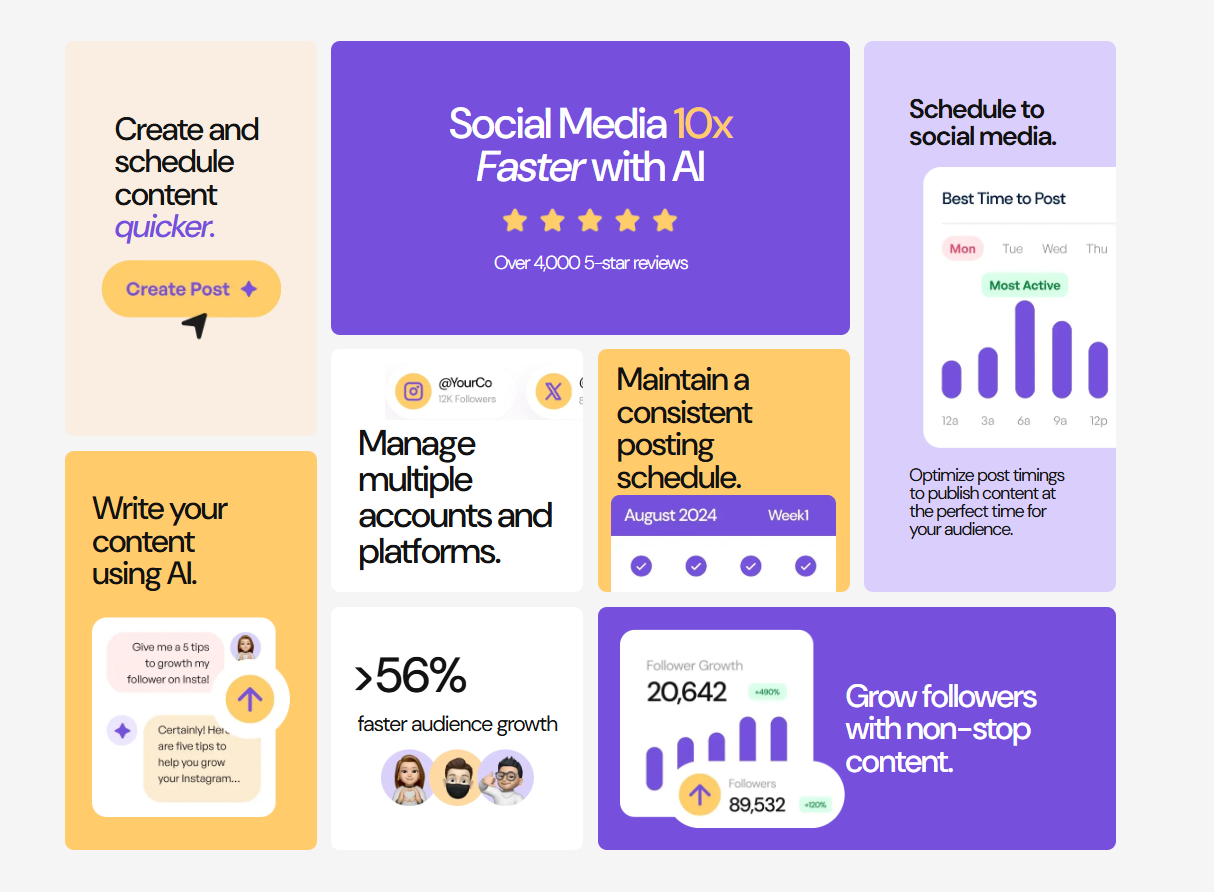 Create and
schedule
content
quicker.
Create Post
Social Media 10x
Faster with AI
Over 4,000 5-star reviews
Schedule to
social media.
Best Time to Post
Mon Tue Wed Thu
Most Active
12a 3a 6a 9a 12p
Optimize post timings
to publish content at
the perfect time for
your audience.
@YourCo
12K Followers
Manage
multiple
accounts and
platforms.
Maintain a
consistent
posting
schedule.
August 2024 Week1
Write your
content
using AI.
Give me a 5 tips
to growth my
follower on Insta!
Certainly! Here
are five tips to
help you grow
your Instagram...
>56%
faster audience growth
Follower Growth
20,642 +490%
Followers
89,532 +120%
Grow followers
with non-stop
content.